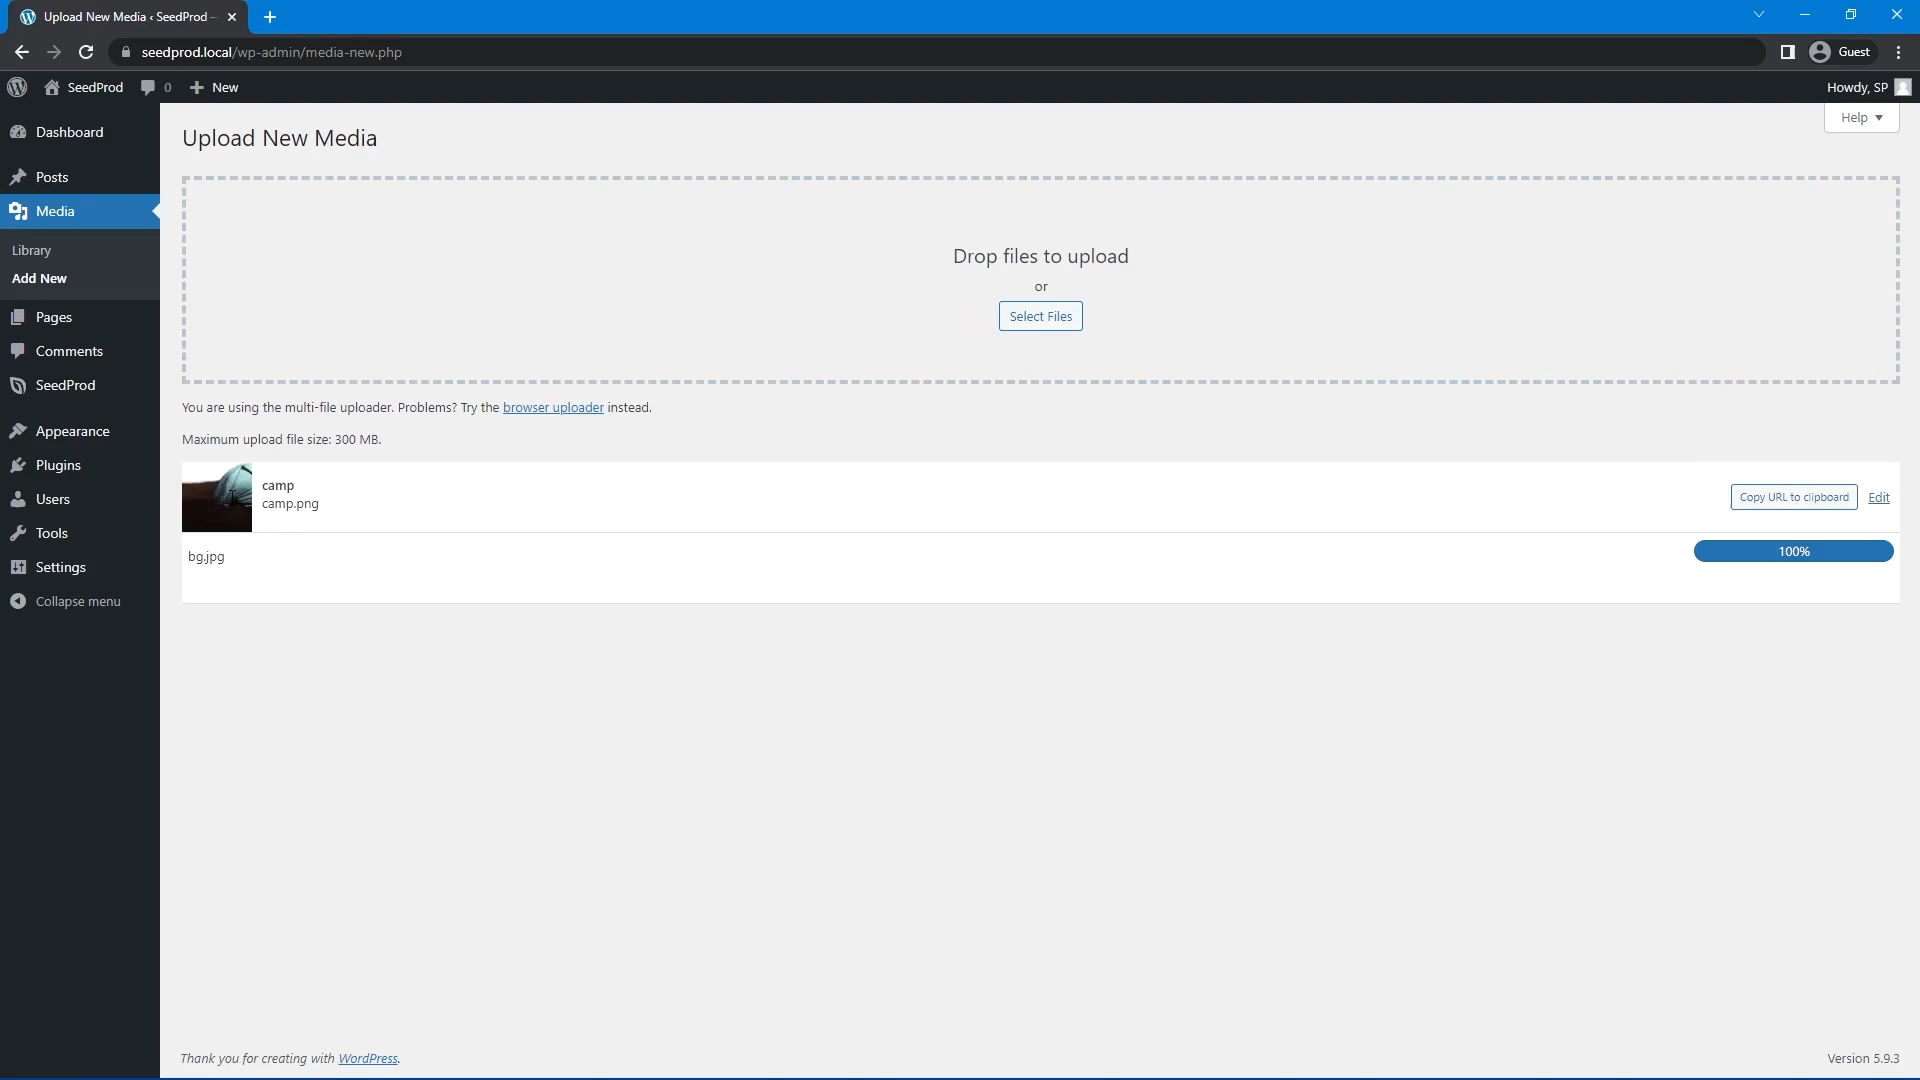 Upload New Media ‹ SeedProd —
seedprod.local/wp-admin/media-new.php
Guest
SeedProd
0
New
Howdy, SP
Dashboard
Posts
Media
Library
Add New
Pages
Comments
SeedProd
Appearance
Plugins
Users
Tools
Settings
Collapse menu
Help
Upload New Media
Drop files to upload
or
Select Files
You are using the multi-file uploader. Problems? Try the browser uploader instead.
Maximum upload file size: 300 MB.
camp
camp.png
Copy URL to clipboard
Edit
bg.jpg
100%
Thank you for creating with WordPress.
Version 5.9.3